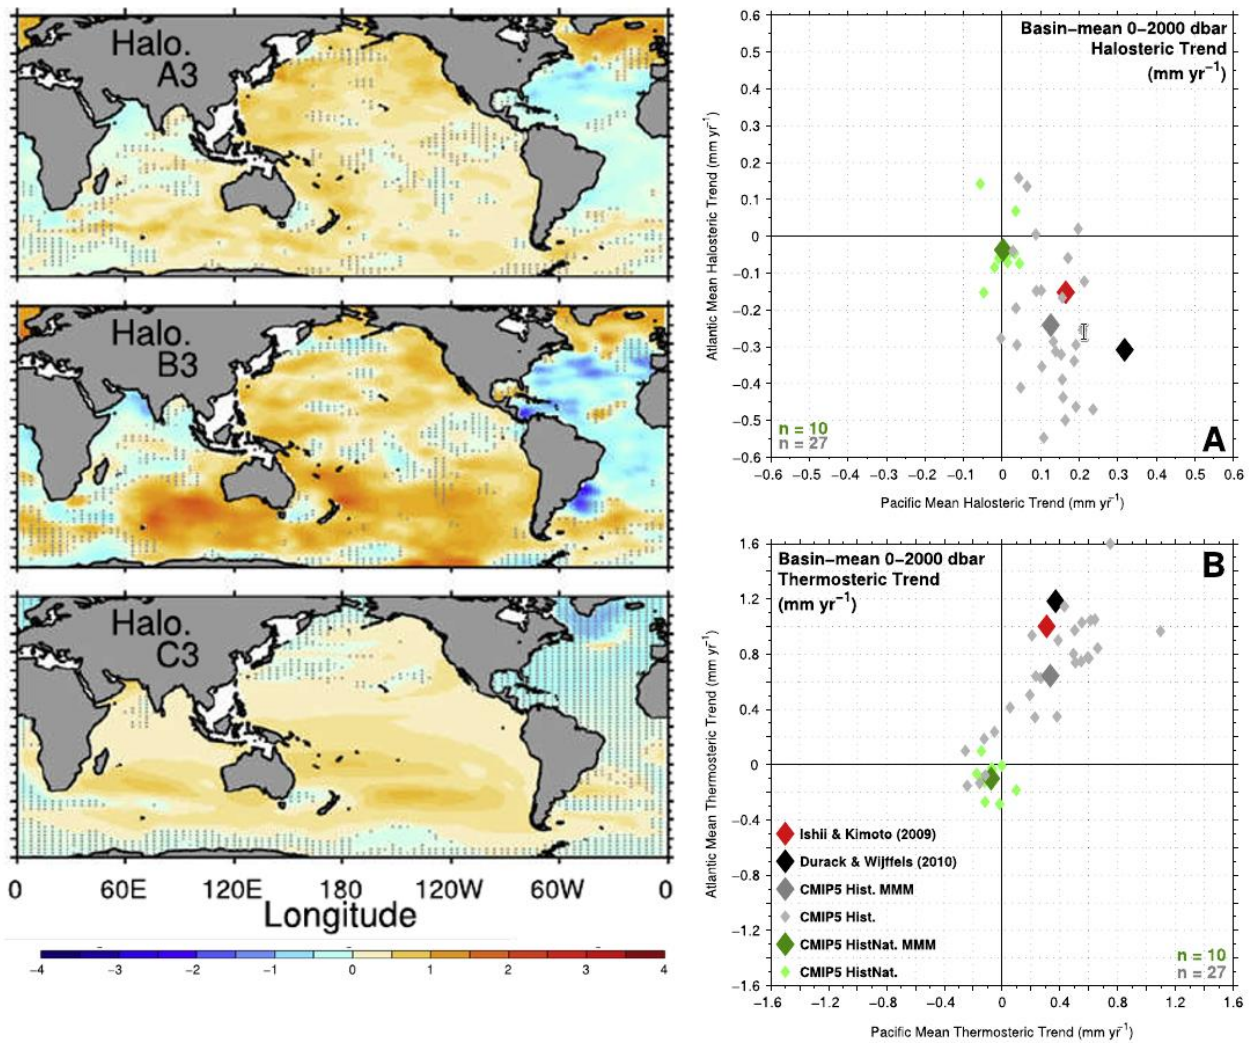 Halo.
A3
Halo.
B3
Halo.
C3
0 60E 120E 180 120W 60W 0
Longitude
−4 −3 −2 −1 0 1 2 3 4
Basin−mean 0−2000 dbar
Halosteric Trend
(mm yr−1)
Atlantic Mean Halosteric Trend (mm yr−1)
0.6
0.5
0.4
0.3
0.2
0.1
0
−0.1
−0.2
−0.3
−0.4
−0.5
−0.6
n = 10
n = 27
A
−0.6 −0.5 −0.4 −0.3 −0.2 −0.1 0 0.1 0.2 0.3 0.4 0.5 0.6
Pacific Mean Halosteric Trend (mm yr−1)
Basin−mean 0−2000 dbar
Thermosteric Trend
(mm yr−1)
B
Atlantic Mean Thermosteric Trend (mm yr−1)
1.6
1.2
0.8
0.4
0
−0.4
−0.8
−1.2
−1.6
Ishii & Kimoto (2009)
Durack & Wijffels (2010)
CMIP5 Hist. MMM
CMIP5 Hist.
CMIP5 HistNat. MMM
CMIP5 HistNat.
n = 10
n = 27
−1.6 −1.2 −0.8 −0.4 0 0.4 0.8 1.2 1.6
Pacific Mean Thermosteric Trend (mm yr−1)